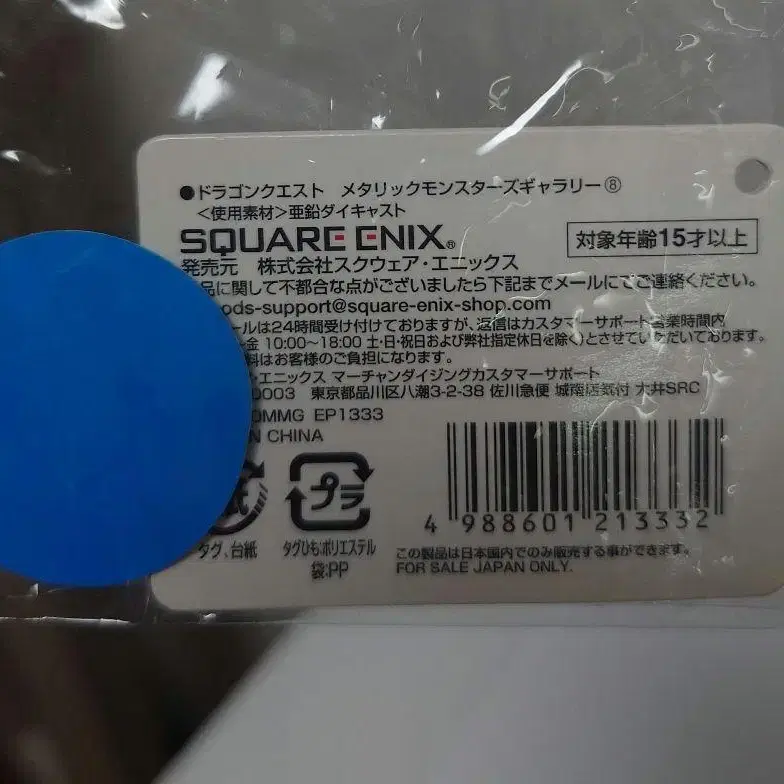 ●ドラゴンクエスト メタリックモンスターズギャラリー⑧
＜使用素材＞亜鉛ダイキャスト
SQUARE ENIX®
対象年齢15才以上
発売元 株式会社スクウェア・エニックス
品に関して不都合な点がございましたら下記までメールにてご連絡ください。
ods-support@square-enix-shop.com
ールは24時間受け付けておりますが、返信はカスタマーサポート営業時間内
～金 10:00～18:00 土・日・祝日および弊社指定休日を除く)とさせていただいております。
料はお客様のご負担になります。
・エニックス マーチャンダイジングカスタマーサポート
0003 東京都品川区八潮3-2-38 佐川急便 城南店気付 大井SRC
0MMG EP1333
N CHINA
プラ
タグ、台紙
タグひも:ポリエステル
袋:PP
4 988601 213332
この製品は日本国内でのみ販売する事ができます。
FOR SALE JAPAN ONLY.